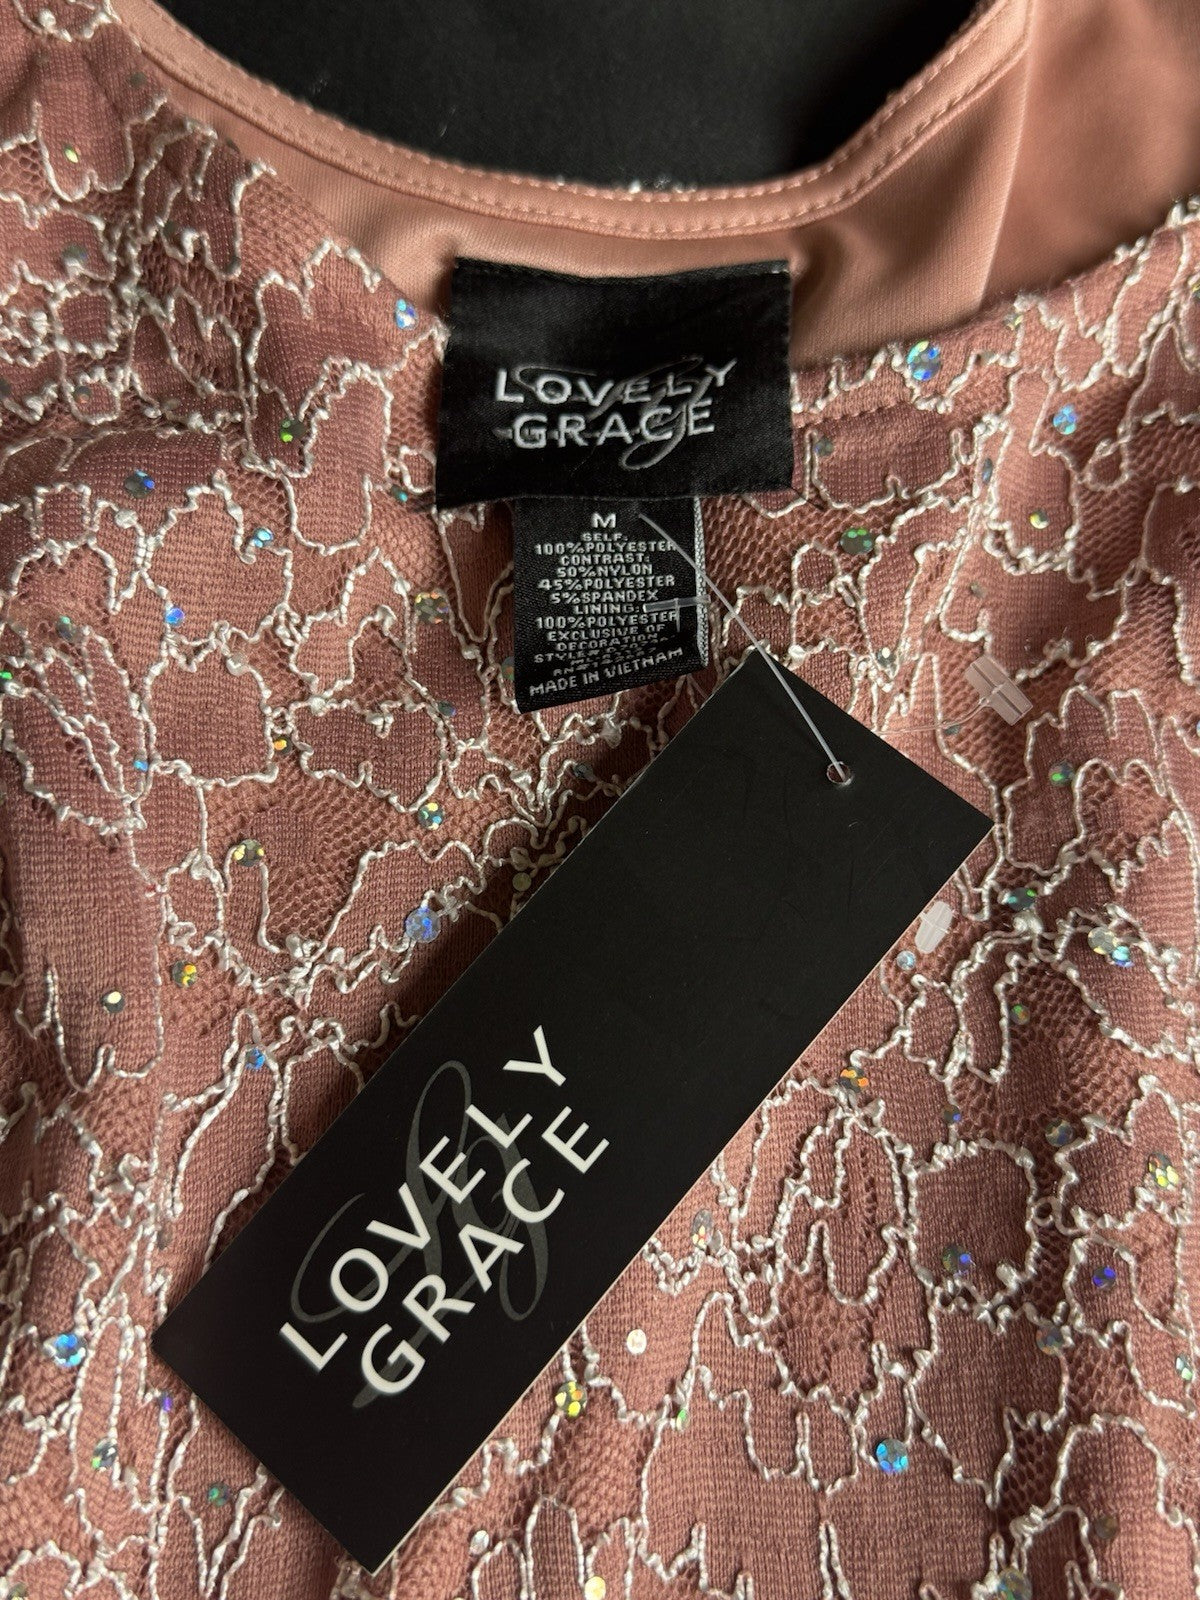 LOVELY
GRACE
M
SELF:
100%POLYESTER
CONTRAST:
50%NYLON
45%POLYESTER
5%SPANDEX
LINING:
100%POLYESTER
EXCLUSIVE OF
DECORATION
MADE IN VIETNAM
LOVELY
GRACE